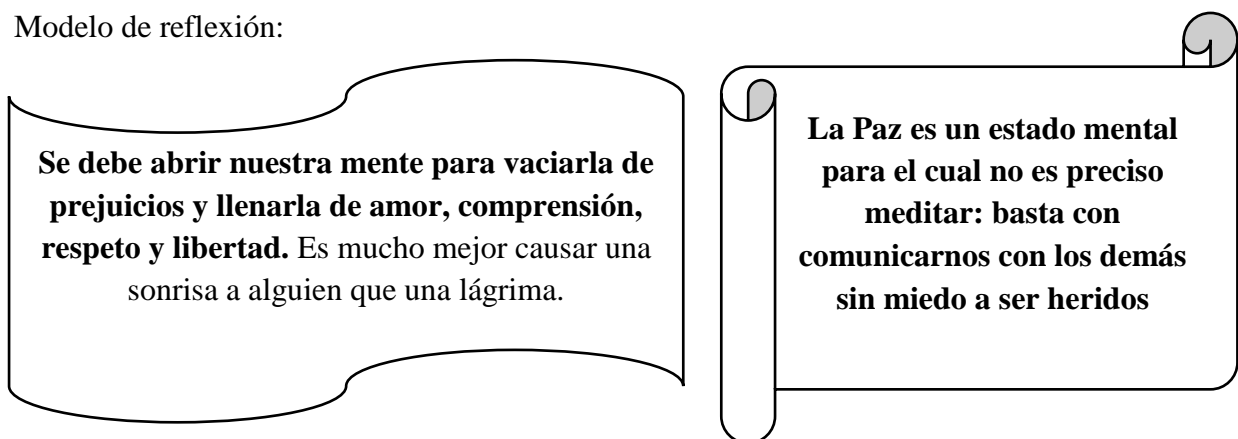 Modelo de reflexión:
Se debe abrir nuestra mente para vaciarla de
prejuicios y llenarla de amor, comprensión,
respeto y libertad. Es mucho mejor causar una
sonrisa a alguien que una lágrima.
La Paz es un estado mental
para el cual no es preciso
meditar: basta con
comunicarnos con los demás
sin miedo a ser heridos